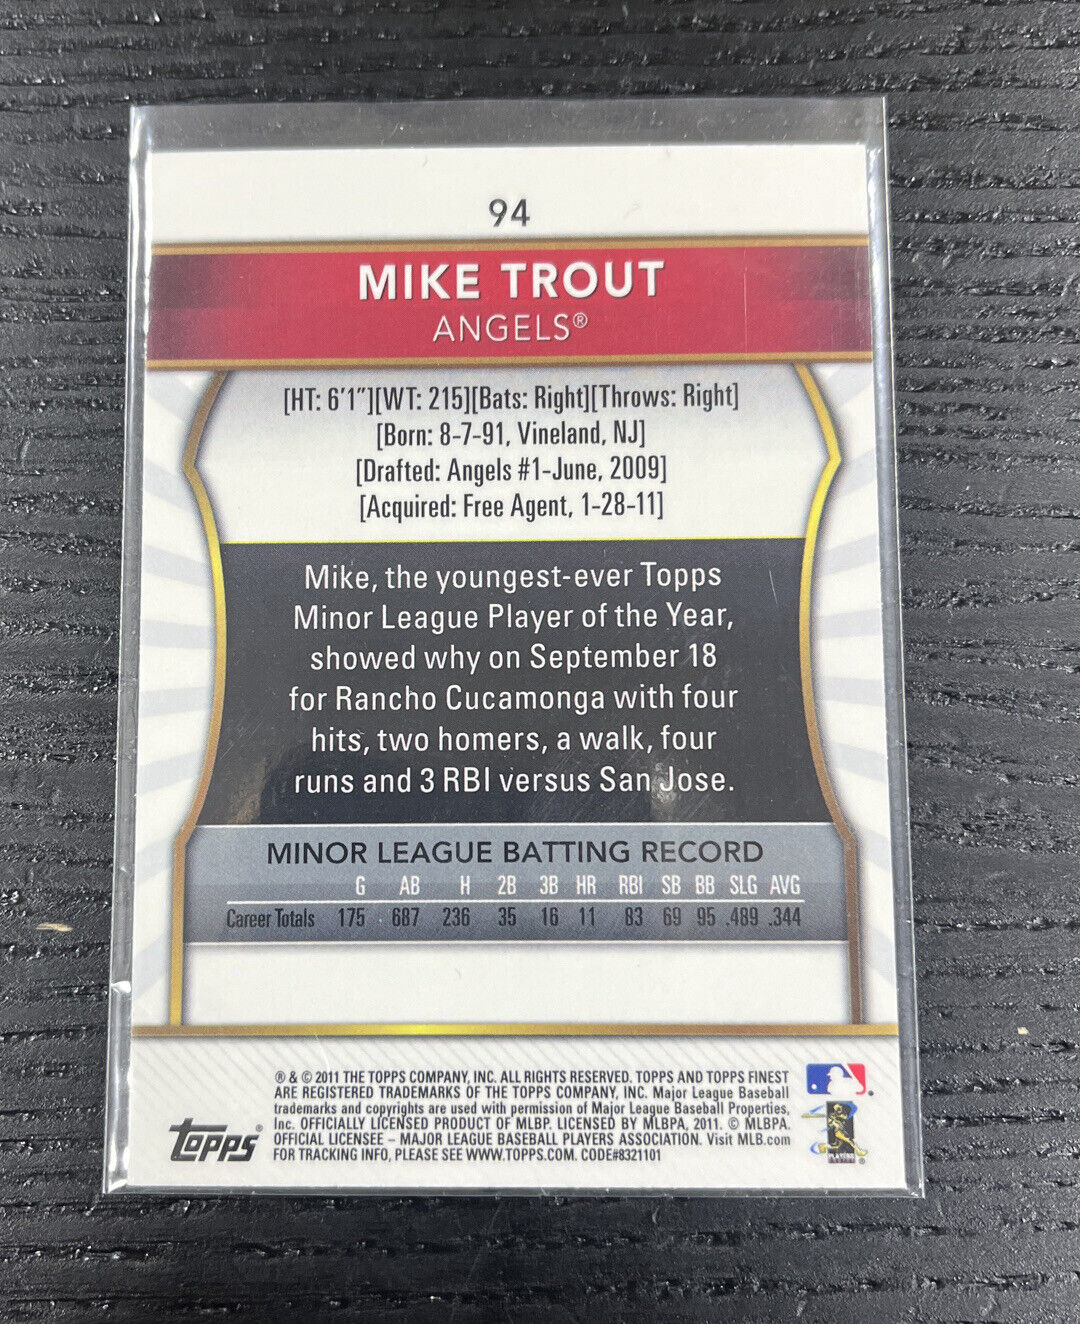 94
MIKE TROUT
ANGELS®
[HT: 6'1"][WT: 215][Bats: Right][Throws: Right]
[Born: 8-7-91, Vineland, NJ]
[Drafted: Angels #1-June, 2009]
[Acquired: Free Agent, 1-28-11]
Mike, the youngest-ever Topps
Minor League Player of the Year,
showed why on September 18
for Rancho Cucamonga with four
hits, two homers, a walk, four
runs and 3 RBI versus San Jose.
MINOR LEAGUE BATTING RECORD
G AB H 2B 3B HR RBI SB BB SLG AVG
Career Totals 175 687 236 35 16 11 83 69 95 .489 .344
® & © 2011 THE TOPPS COMPANY, INC. ALL RIGHTS RESERVED. TOPPS AND TOPPS FINEST
ARE REGISTERED TRADEMARKS OF THE TOPPS COMPANY, INC. Major League Baseball
trademarks and copyrights are used with permission of Major League Baseball Properties,
Inc. OFFICIALLY LICENSED PRODUCT OF MLBP. LICENSED BY MLBPA, 2011. © MLBPA.
OFFICIAL LICENSEE – MAJOR LEAGUE BASEBALL PLAYERS ASSOCIATION. Visit MLB.com
FOR TRACKING INFO, PLEASE SEE WWW.TOPPS.COM. CODE#8321101
TOPPS®
PLAYERS